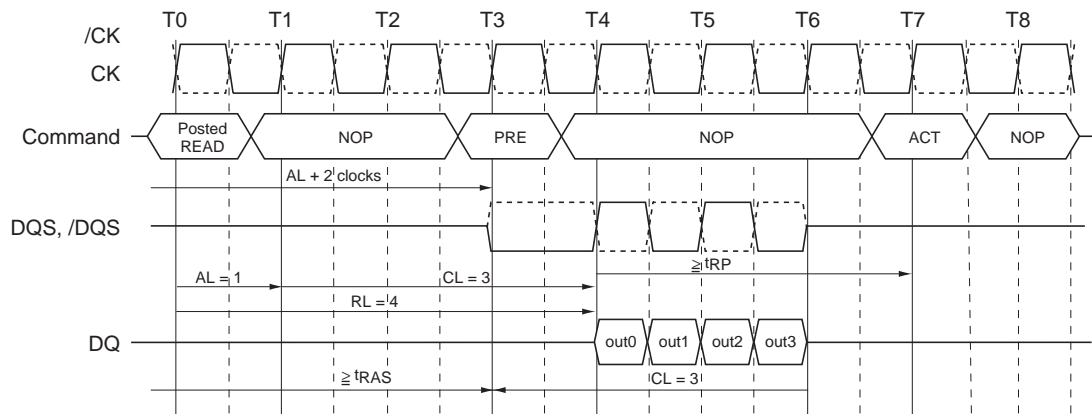 T0 T1 T2 T3 T4 T5 T6 T7 T8
/CK
CK
Command
Posted
READ
NOP
PRE
NOP
ACT
NOP
AL + 2 clocks
DQS, /DQS
≧ tRP
AL = 1
CL = 3
RL = 4
DQ
out0 out1 out2 out3
≧ tRAS
CL = 3